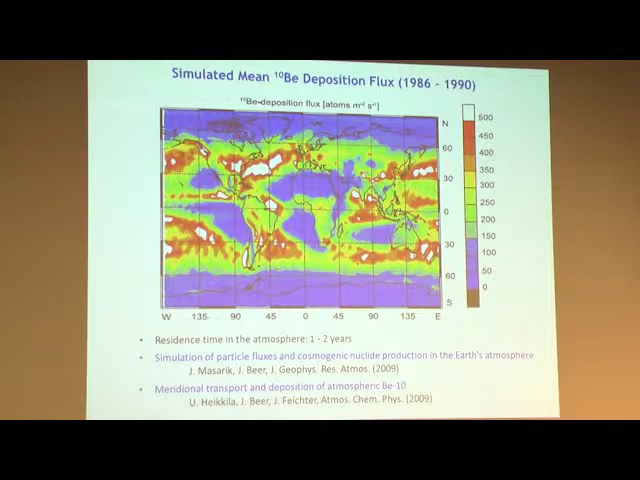 Simulated Mean ¹⁰Be Deposition Flux (1986 - 1990)
¹⁰Be-deposition flux [atoms m⁻² s⁻¹]
N
60
30
0
30
60
S
W 135 90 45 0 45 90 135 E
500
450
400
350
300
250
200
150
100
50
0
• Residence time in the atmosphere: 1 - 2 years
• Simulation of particle fluxes and cosmogenic nuclide production in the Earth's atmosphere
J. Masarik, J. Beer, J. Geophys. Res. Atmos. (2009)
• Meridional transport and deposition of atmospheric Be-10
U. Heikkila, J. Beer, J. Feichter, Atmos. Chem. Phys. (2009)